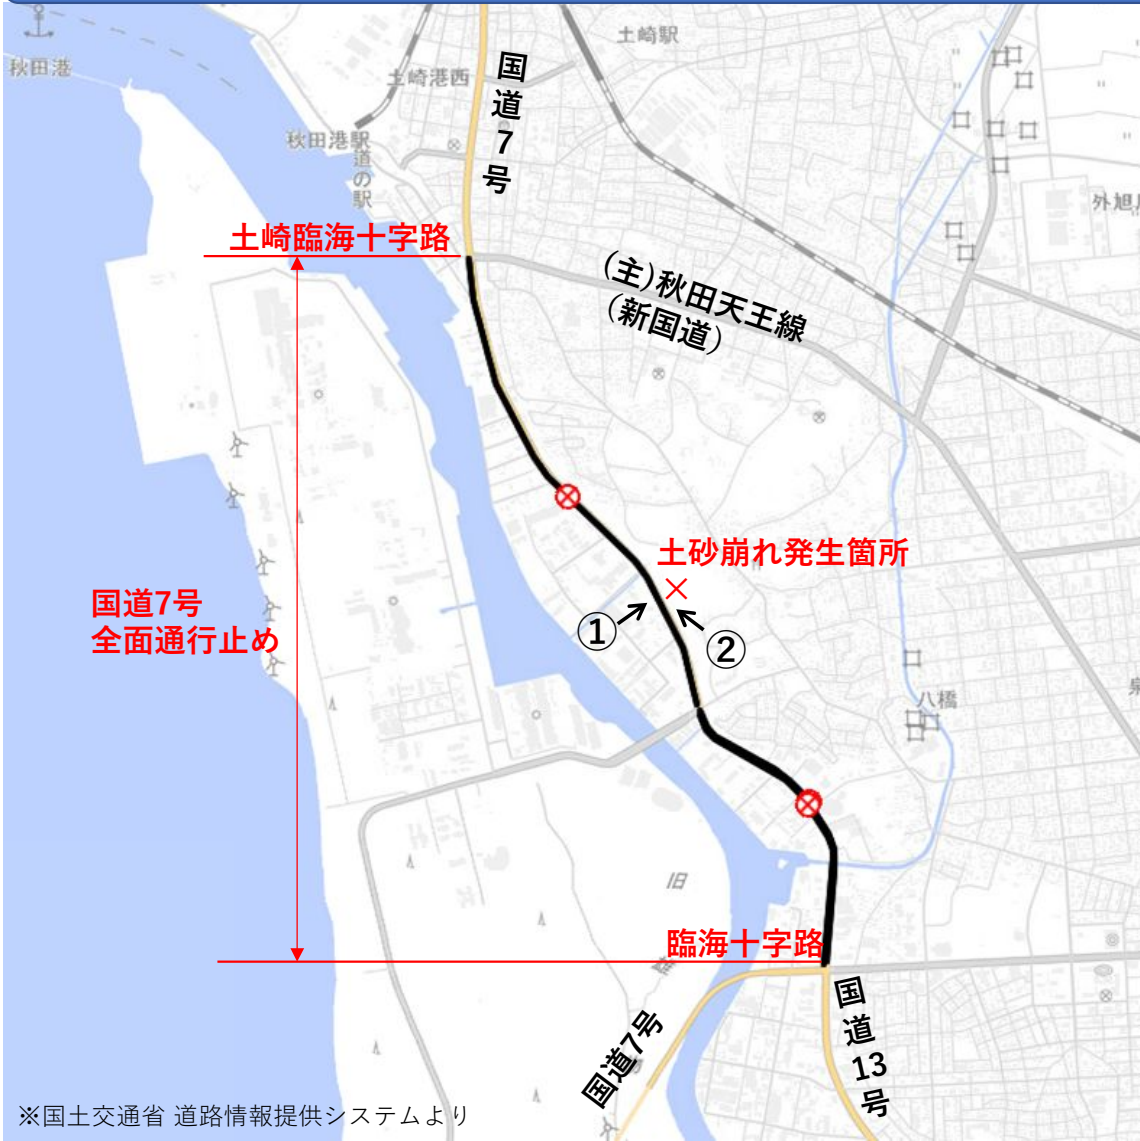 土崎駅
秋田港
土崎港西
国道7号
秋田港駅
道の駅
外旭川
土崎臨海十字路
(主)秋田天王線
(新国道)
土砂崩れ発生箇所
国道7号
全面通行止め
①
②
八橋
泉
旧
雄
臨海十字路
国道7号
国道13号
※国土交通省 道路情報提供システムより